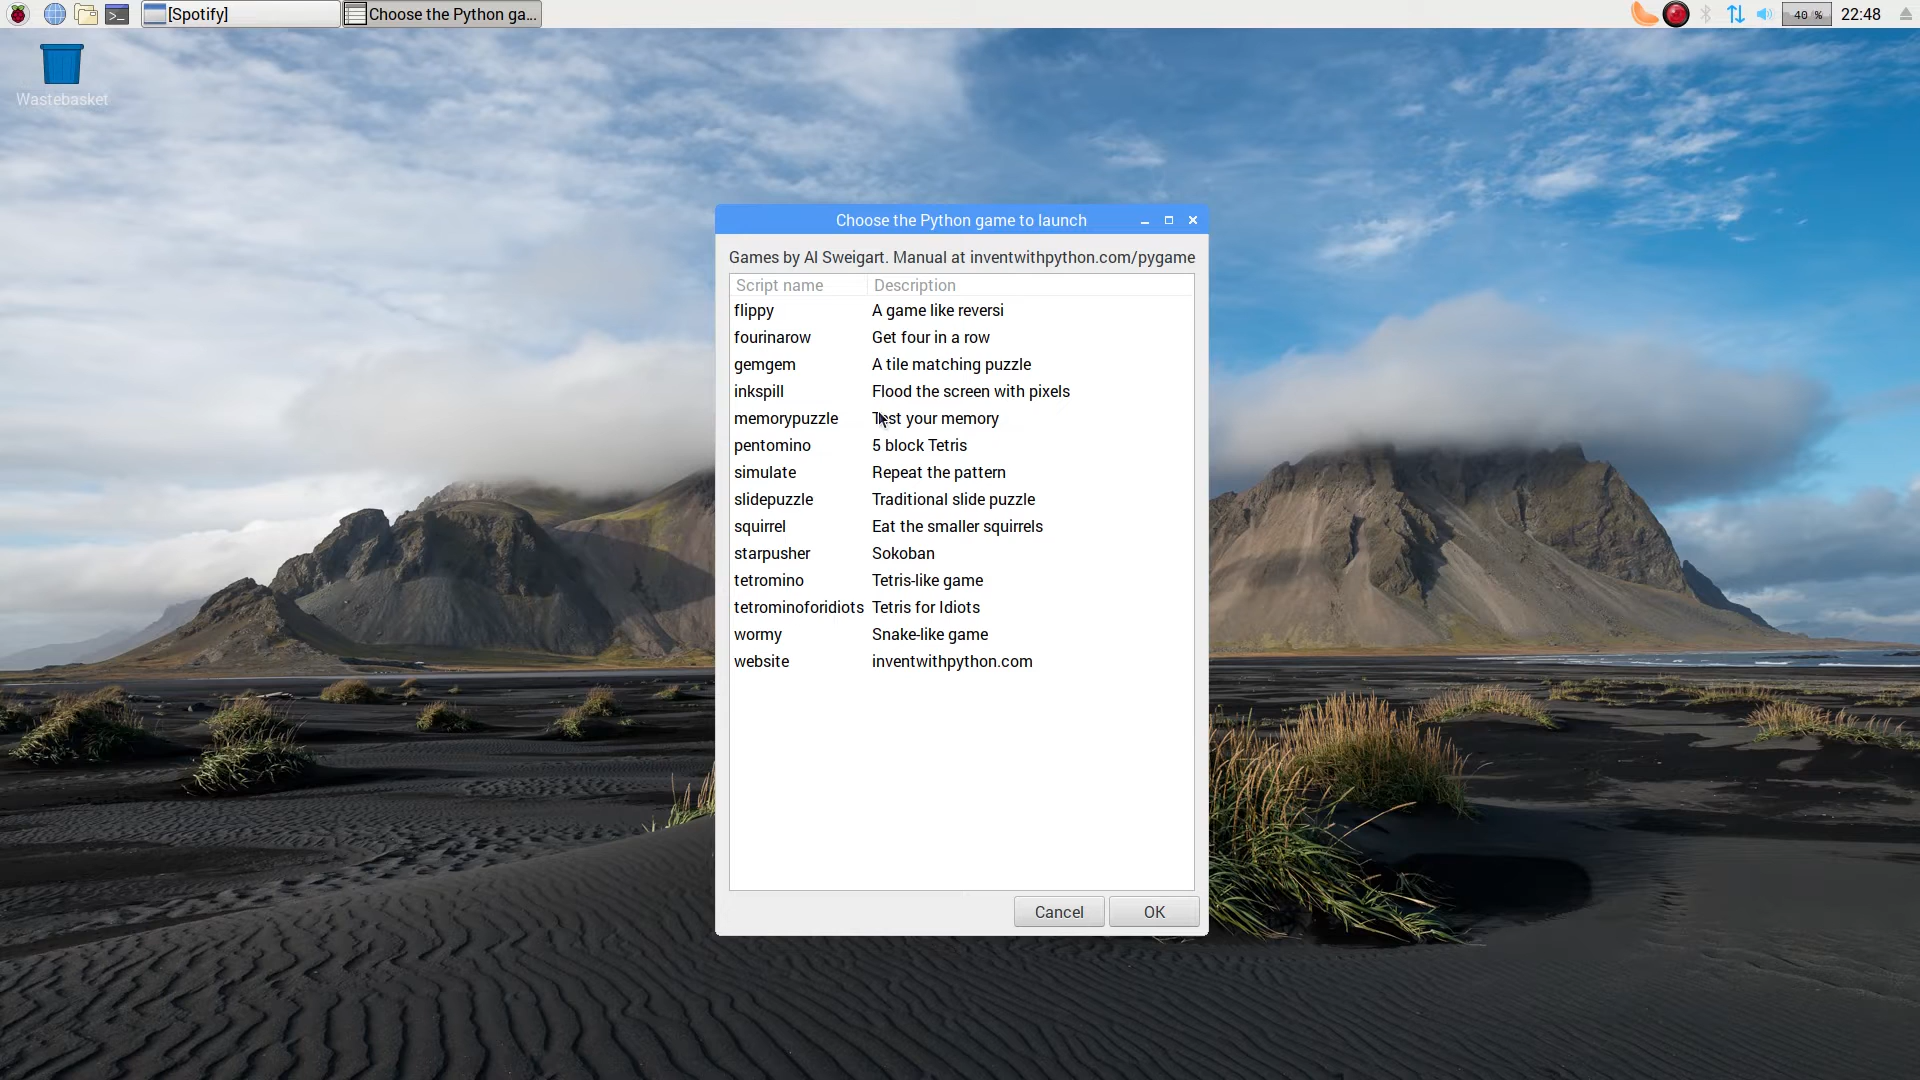 [Spotify]
Choose the Python ga...
40 %
22:48
Wastebasket
Choose the Python game to launch
Games by Al Sweigart. Manual at inventwithpython.com/pygame
Script name Description
flippy A game like reversi
fourinarow Get four in a row
gemgem A tile matching puzzle
inkspill Flood the screen with pixels
memorypuzzle Test your memory
pentomino 5 block Tetris
simulate Repeat the pattern
slidepuzzle Traditional slide puzzle
squirrel Eat the smaller squirrels
starpusher Sokoban
tetromino Tetris-like game
tetrominoforidiots Tetris for Idiots
wormy Snake-like game
website inventwithpython.com
Cancel OK